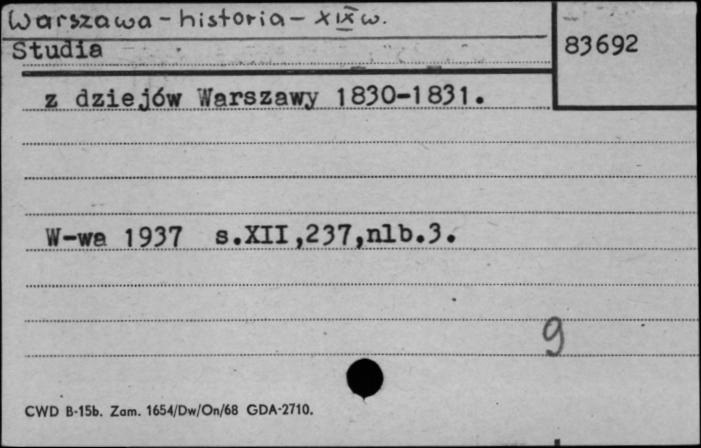 Warszawa - historia - XIX w.
Studia
83692
z dziejów Warszawy 1830-1831.
W-wa 1937 s.XII,237,nlb.3.
9
CWD B-15b. Zam. 1654/Dw/On/68 GDA-2710.